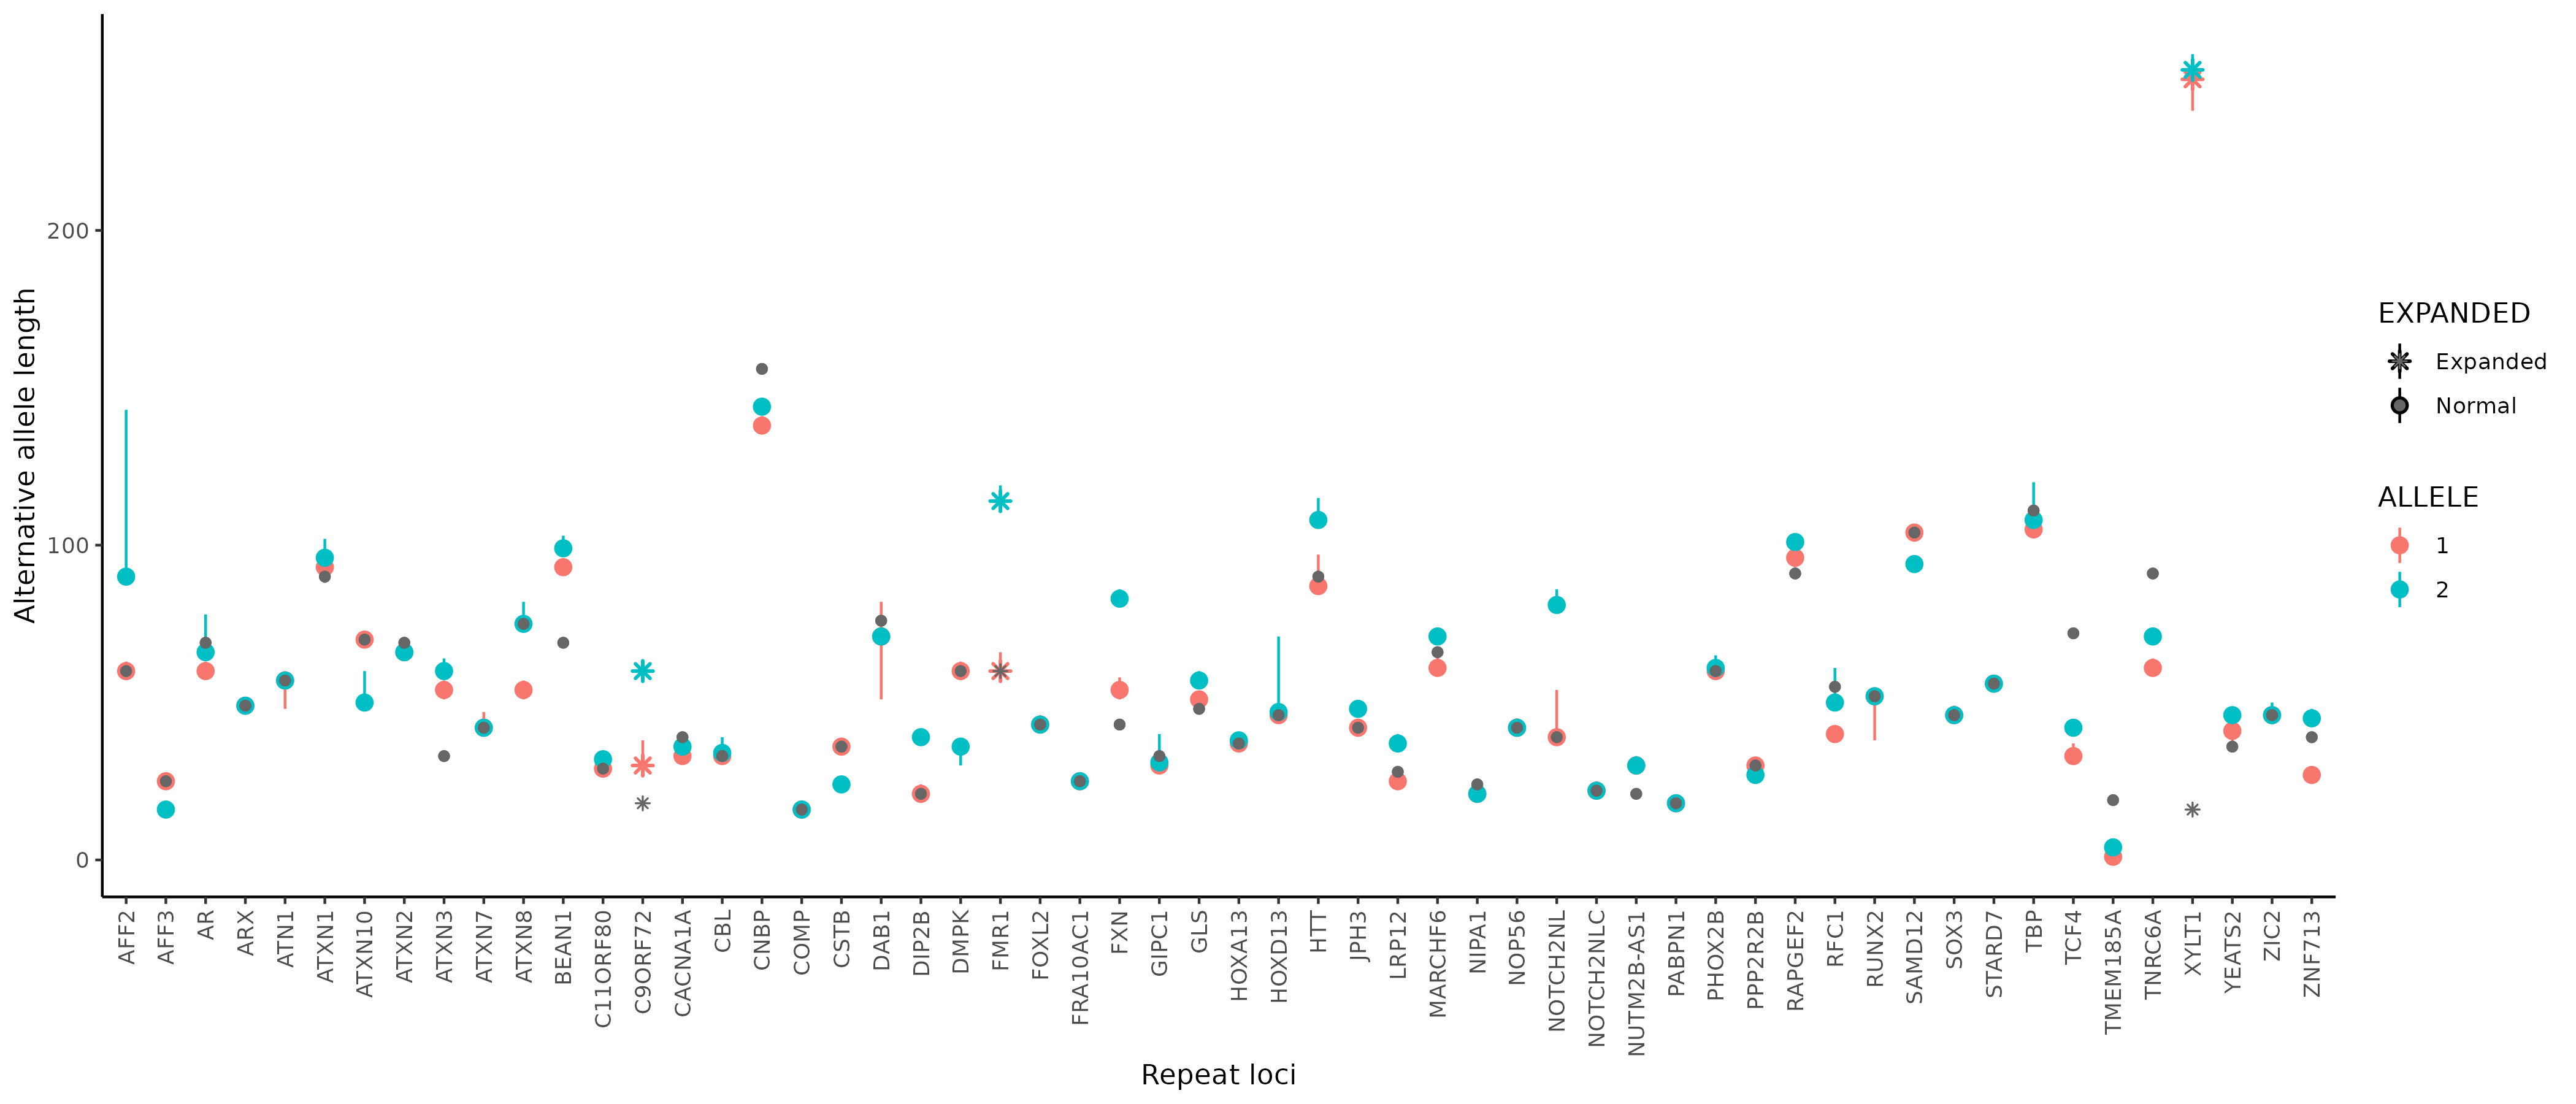 Alternative allele length
200
100
0
AFF2
AFF3
AR
ARX
ATN1
ATXN1
ATXN10
ATXN2
ATXN3
ATXN7
ATXN8
BEAN1
C11ORF80
C9ORF72
CACNA1A
CBL
CNBP
COMP
CSTB
DAB1
DIP2B
DMPK
FMR1
FOXL2
FRA10AC1
FXN
GIPC1
GLS
HOXA13
HOXD13
HTT
JPH3
LRP12
MARCHF6
NIPA1
NOP56
NOTCH2NL
NOTCH2NLC
NUTM2B-AS1
PABPN1
PHOX2B
PPP2R2B
RAPGEF2
RFC1
RUNX2
SAMD12
SOX3
STARD7
TBP
TCF4
TMEM185A
TNRC6A
XYLT1
YEATS2
ZIC2
ZNF713
Repeat loci
EXPANDED
Expanded
Normal
ALLELE
1
2